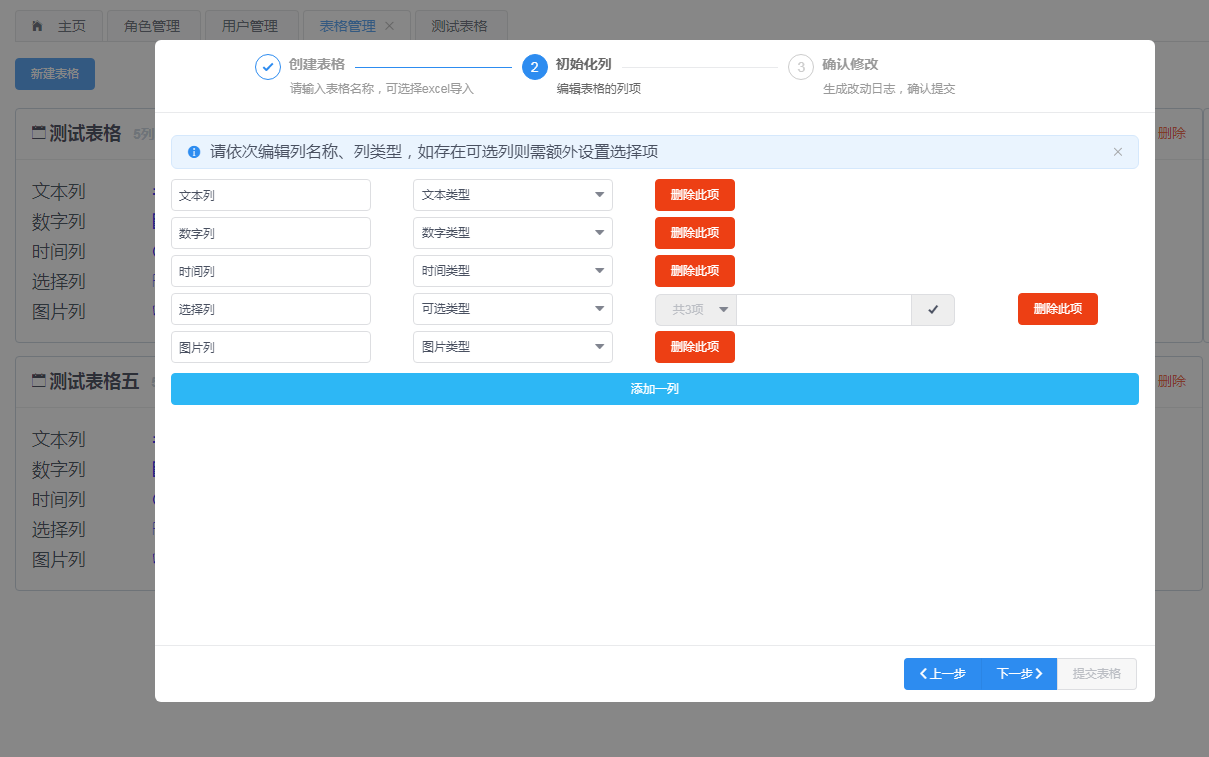 主页 角色管理 用户管理 表格管理 测试表格
新建表格
创建表格
请输入表格名称，可选择excel导入
2 初始化列
编辑表格的列项
3 确认修改
生成改动日志，确认提交
测试表格 5列 删除
文本列
数字列
时间列
选择列
图片列
测试表格五 删除
文本列
数字列
时间列
选择列
图片列
请依次编辑列名称、列类型，如存在可选列则需额外设置选择项
文本列 文本类型 删除此项
数字列 数字类型 删除此项
时间列 时间类型 删除此项
选择列 可选类型 共3项 删除此项
图片列 图片类型 删除此项
添加一列
上一步 下一步 提交表格